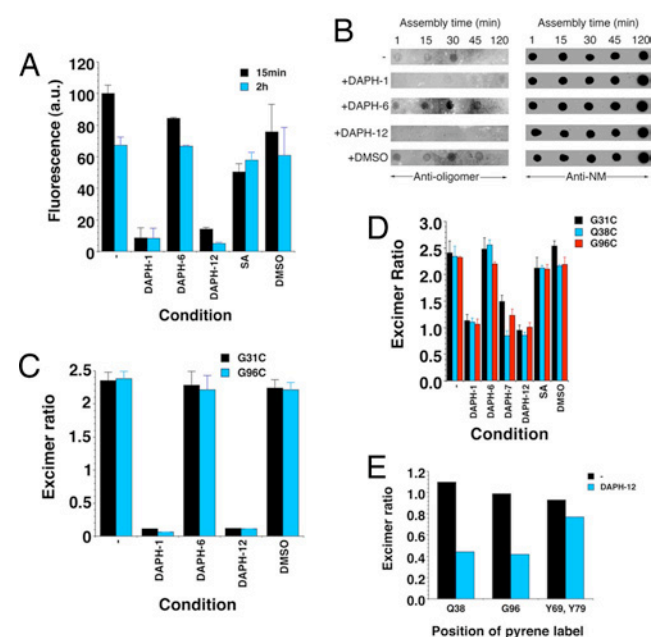 A
15min
2h
Fluorescence (a.u.)
120
100
80
60
40
20
0
-
DAPH-1
DAPH-6
DAPH-12
SA
DMSO
Condition
B
Assembly time (min) Assembly time (min)
1 15 30 45 120 1 15 30 45 120
-
+DAPH-1
+DAPH-6
+DAPH-12
+DMSO
Anti-oligomer Anti-NM
C
G31C
G96C
Excimer ratio
2.5
2
1.5
1
0.5
0
-
DAPH-1
DAPH-6
DAPH-12
DMSO
Condition
D
G31C
Q38C
G96C
Excimer Ratio
3.0
2.5
2.0
1.5
1.0
0.5
0.0
-
DAPH-1
DAPH-6
DAPH-7
DAPH-12
SA
DMSO
Condition
E
-
DAPH-12
Excimer ratio
1.2
1.0
0.8
0.6
0.4
0.2
0.0
Q38 G96 Y69, Y79
Position of pyrene label